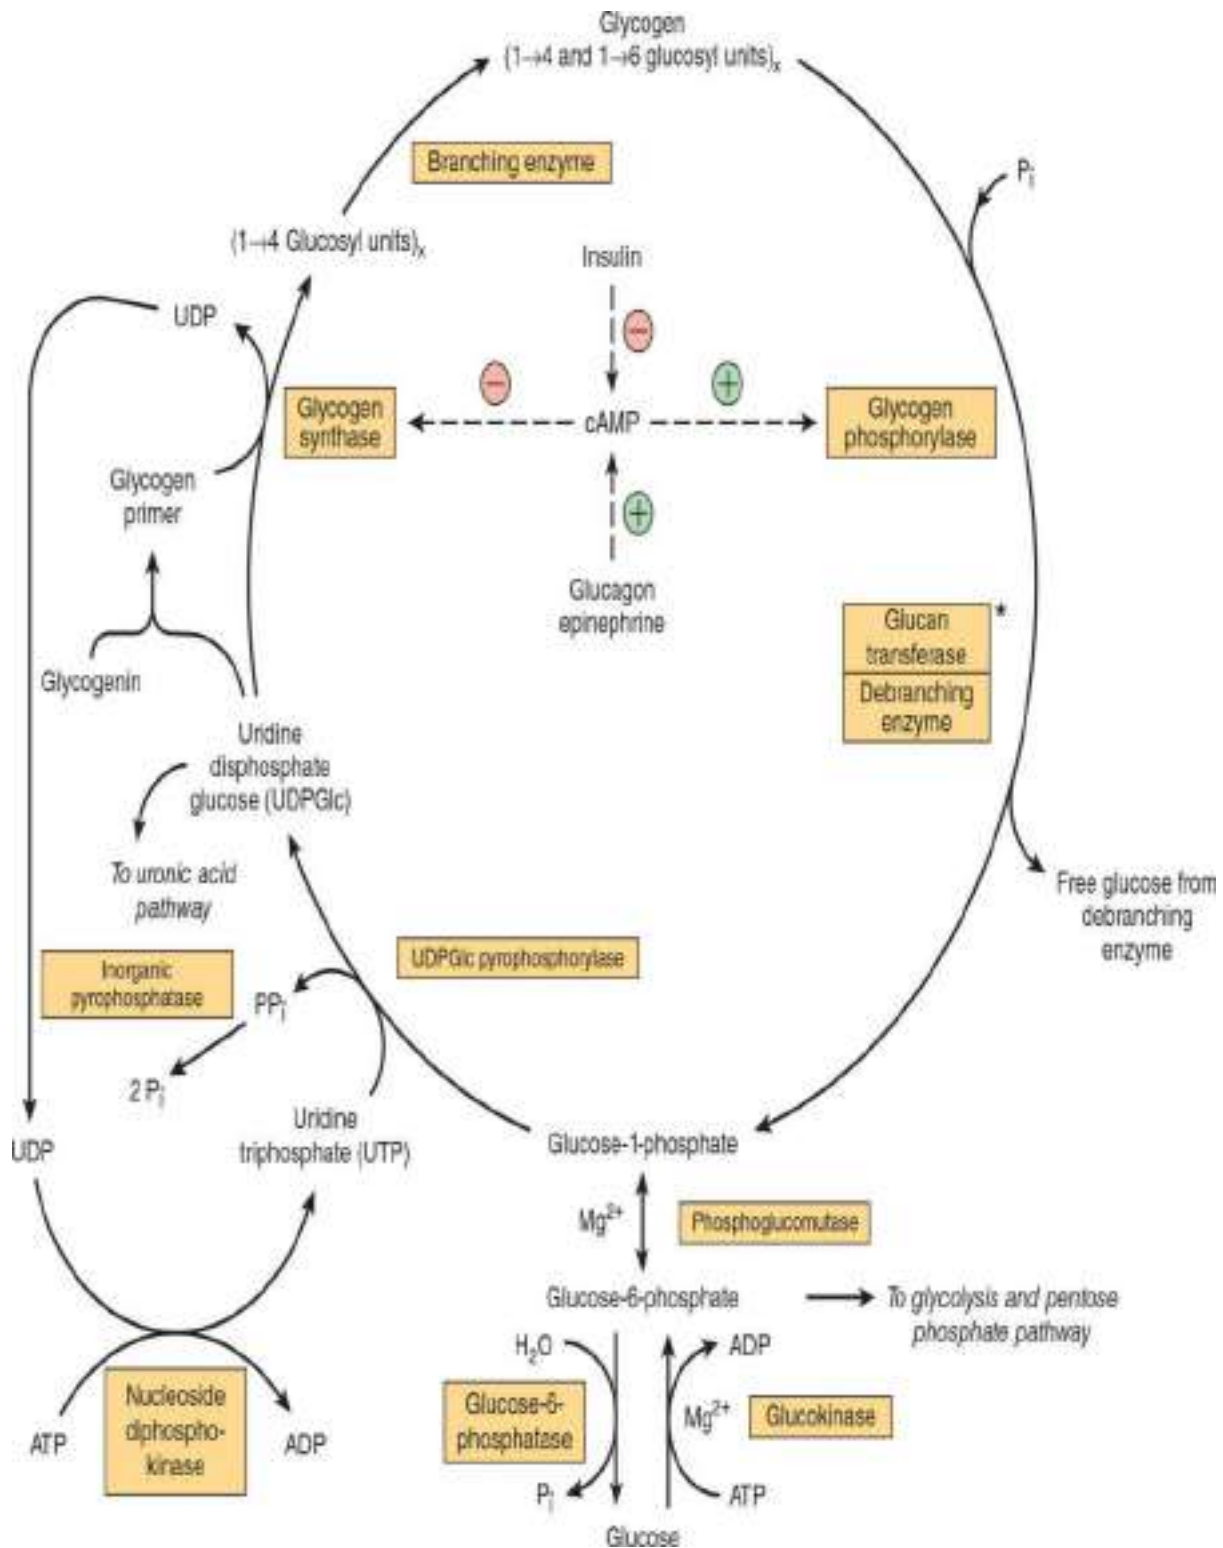 Glycogen
(1→4 and 1→6 glucosyl units)x
Branching enzyme
Pi
(1→4 Glucosyl units)x
Insulin
UDP
−
−
+
Glycogen
synthase
cAMP
Glycogen
phosphorylase
Glycogen
primer
+
Glucagon
epinephrine
Glucan
transferase
*
Debranching
enzyme
Glycogenin
Uridine
disphosphate
glucose (UDPGlc)
To uronic acid
pathway
Free glucose from
debranching
enzyme
UDPGlc pyrophosphorylase
Inorganic
pyrophosphatase
PPi
2 Pi
Uridine
triphosphate (UTP)
UDP
Glucose-1-phosphate
Mg2+
Phosphoglucomutase
Glucose-6-phosphate
To glycolysis and pentose
phosphate pathway
H2O
ADP
Nucleoside
diphospho-
kinase
ATP
ADP
Glucose-6-
phosphatase
Mg2+
Glucokinase
Pi
ATP
Glucose